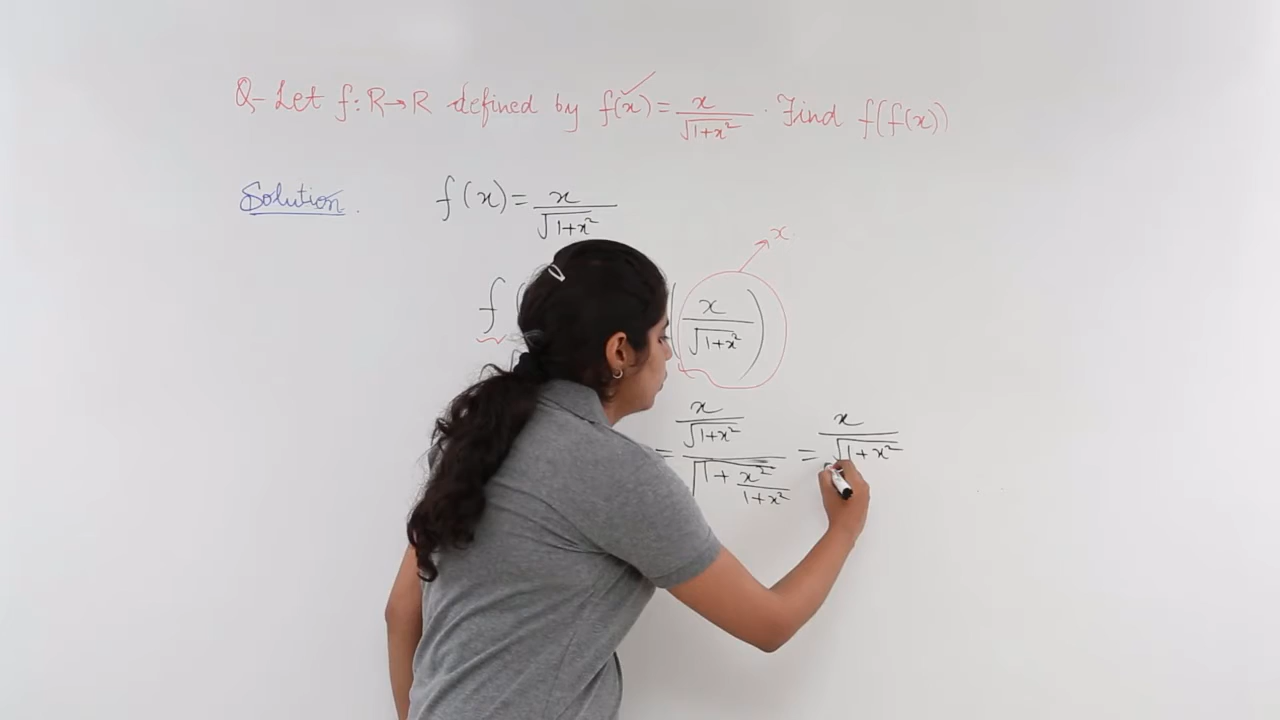 Q- Let f: R→R defined by f(x) = x/√(1+x²) . Find f(f(x))
Solution. f(x) = x/√(1+x²)
x
f ( (x/√(1+x²))
= (x/√(1+x²))/√(1 + x²/(1+x²)) = x/√(1+x²)